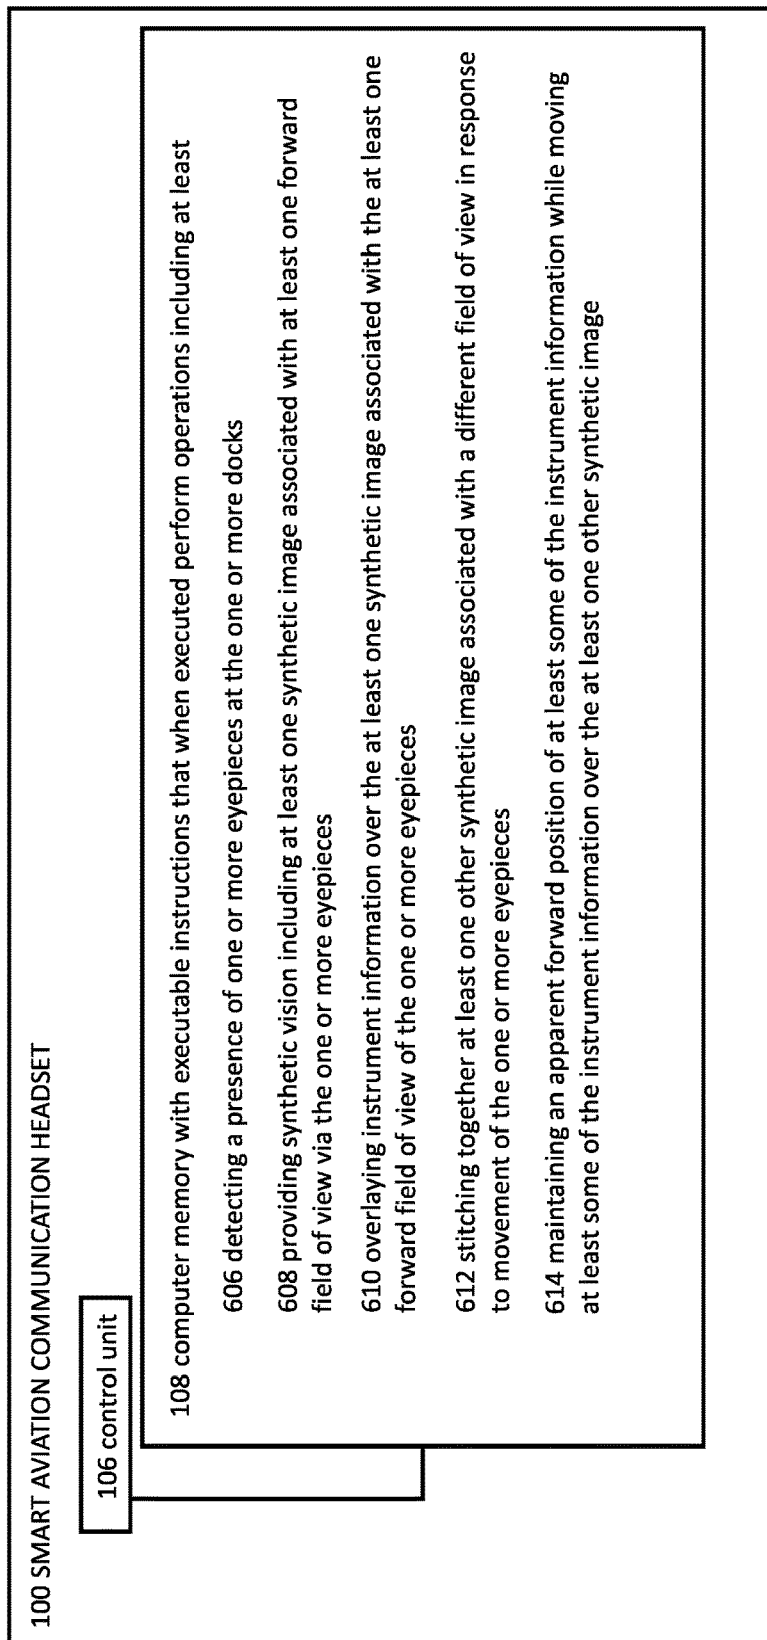 100 SMART AVIATION COMMUNICATION HEADSET
106 control unit
108 computer memory with executable instructions that when executed perform operations including at least
606 detecting a presence of one or more eyepieces at the one or more docks
608 providing synthetic vision including at least one synthetic image associated with at least one forward
field of view via the one or more eyepieces
610 overlaying instrument information over the at least one synthetic image associated with the at least one
forward field of view of the one or more eyepieces
612 stitching together at least one other synthetic image associated with a different field of view in response
to movement of the one or more eyepieces
614 maintaining an apparent forward position of at least some of the instrument information while moving
at least some of the instrument information over the at least one other synthetic image